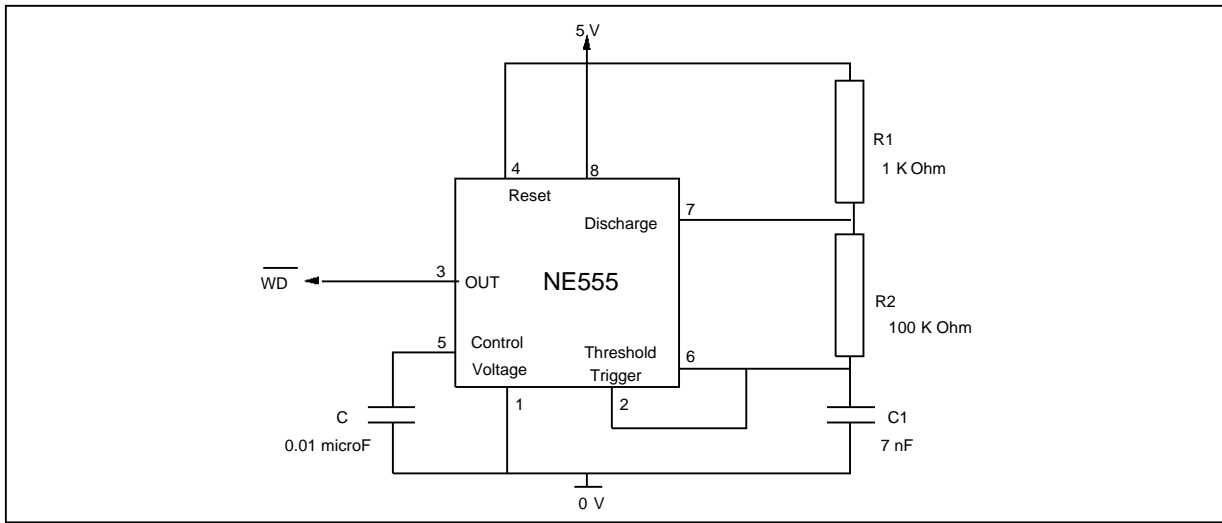 5 V
R1
1 K Ohm
4
8
Reset
7
Discharge
3
WD
OUT
NE555
R2
100 K Ohm
5
Control
Voltage
Threshold
Trigger
6
1
2
C
0.01 microF
C1
7 nF
0 V